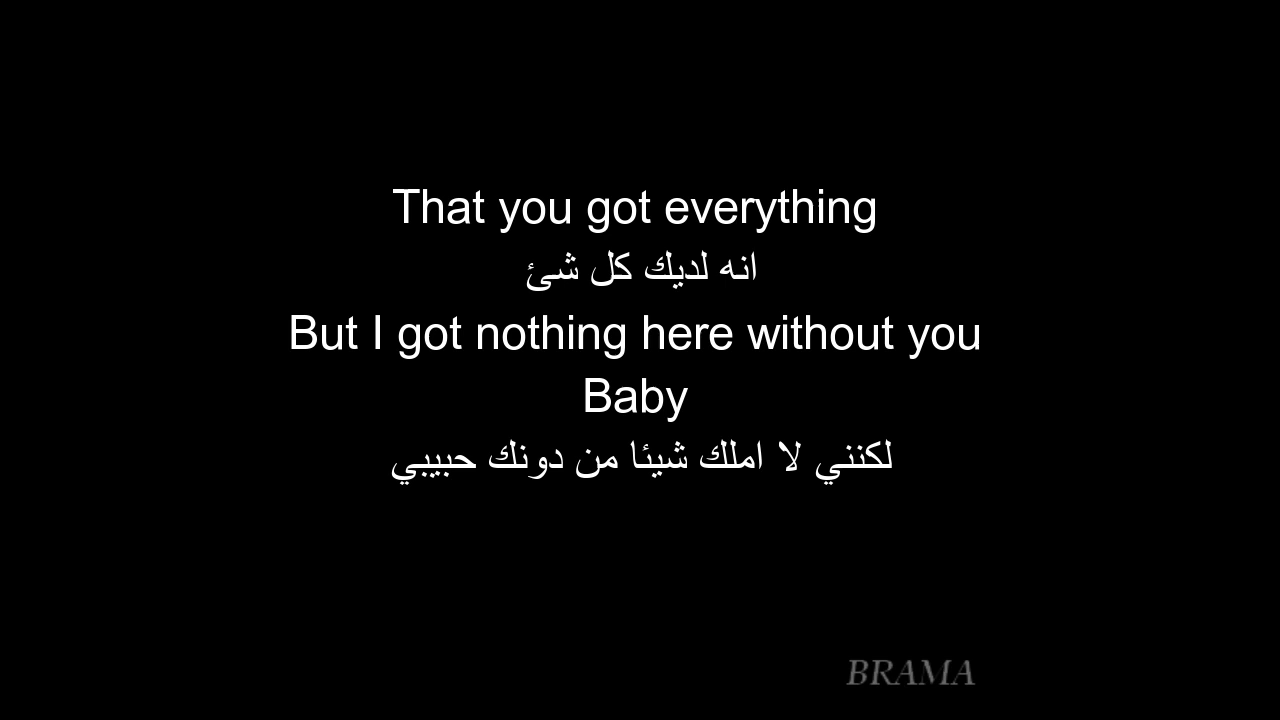 That you got everything
انه لديك كل شئ
But I got nothing here without you
Baby
لكنني لا املك شيئا من دونك حبيبي
BRAMA